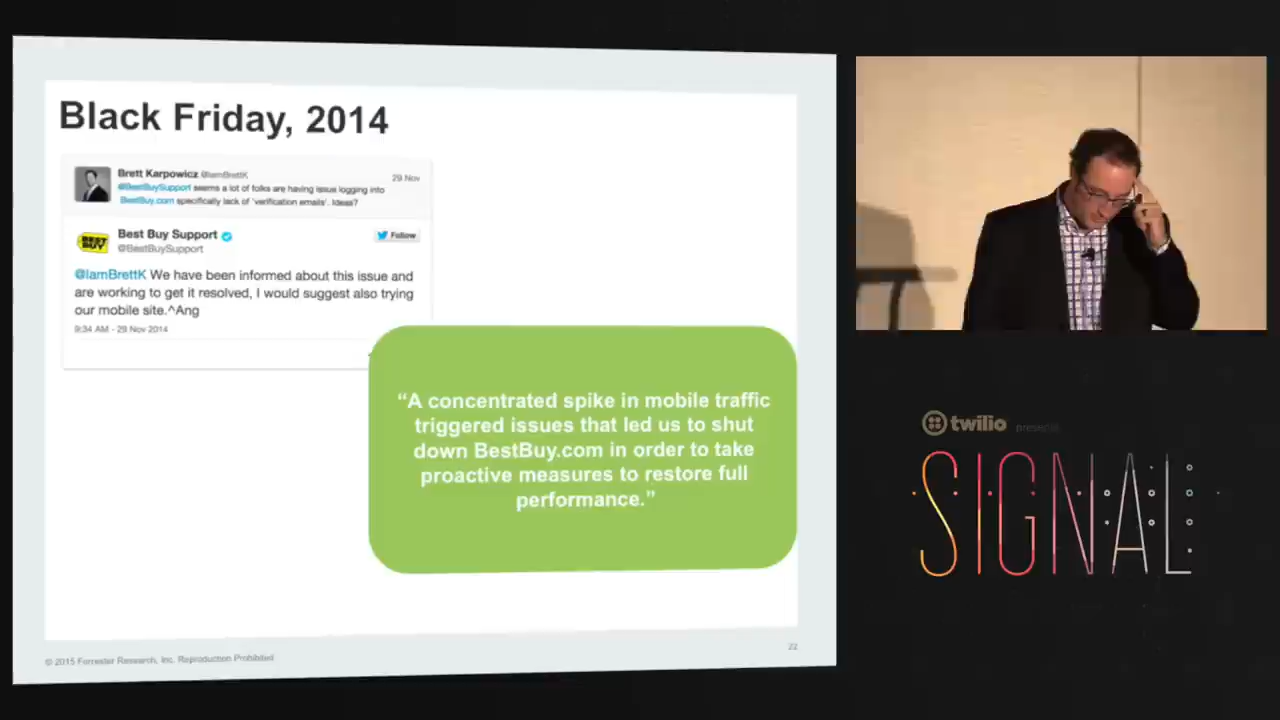 Black Friday, 2014
Brett Karpowicz @IamBrettK
29 Nov
@BestBuySupport seems a lot of folks are having issue logging into
BestBuy.com specifically lack of 'verification emails'. Ideas?
BEST BUY
Best Buy Support
Follow
@BestBuySupport
@IamBrettK We have been informed about this issue and
are working to get it resolved, I would suggest also trying
our mobile site.^Ang
9:34 AM - 29 Nov 2014
“A concentrated spike in mobile traffic
triggered issues that led us to shut
down BestBuy.com in order to take
proactive measures to restore full
performance.”
© 2015 Forrester Research, Inc. Reproduction Prohibited
22
twilio presents
SIGNAL